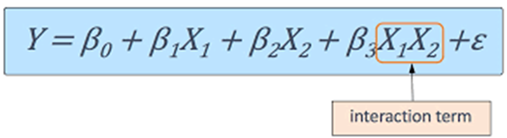 Y = β₀ + β₁X₁ + β₂X₂ + β₃X₁X₂ + ε
interaction term